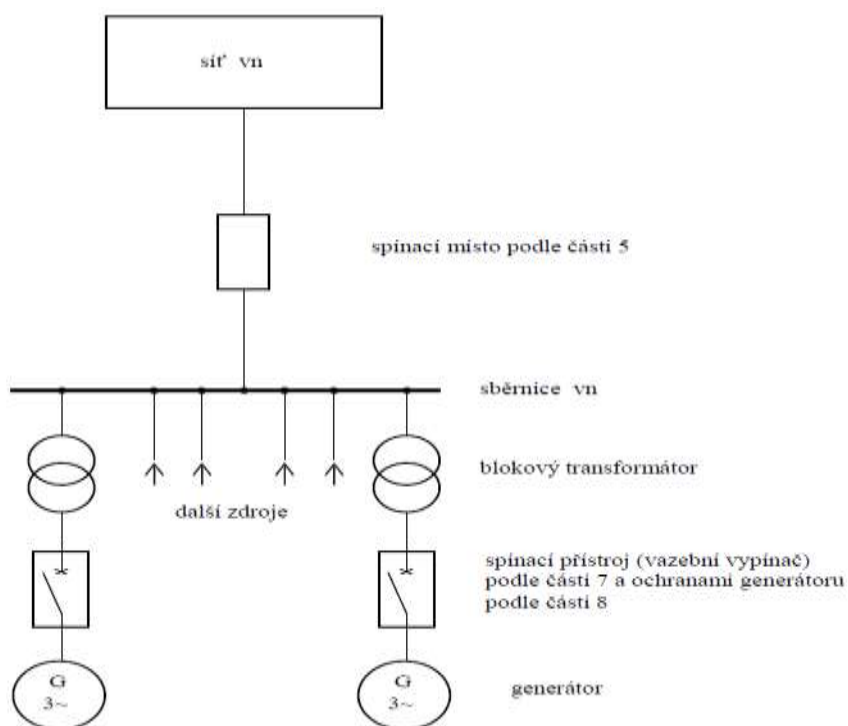 síť vn
spínací místo podle části 5
sběrnice vn
blokový transformátor
další zdroje
spínací přístroj (vazební vypínač)
podle části 7 a ochranami generátoru
podle části 8
G
3~
G
3~
generátor